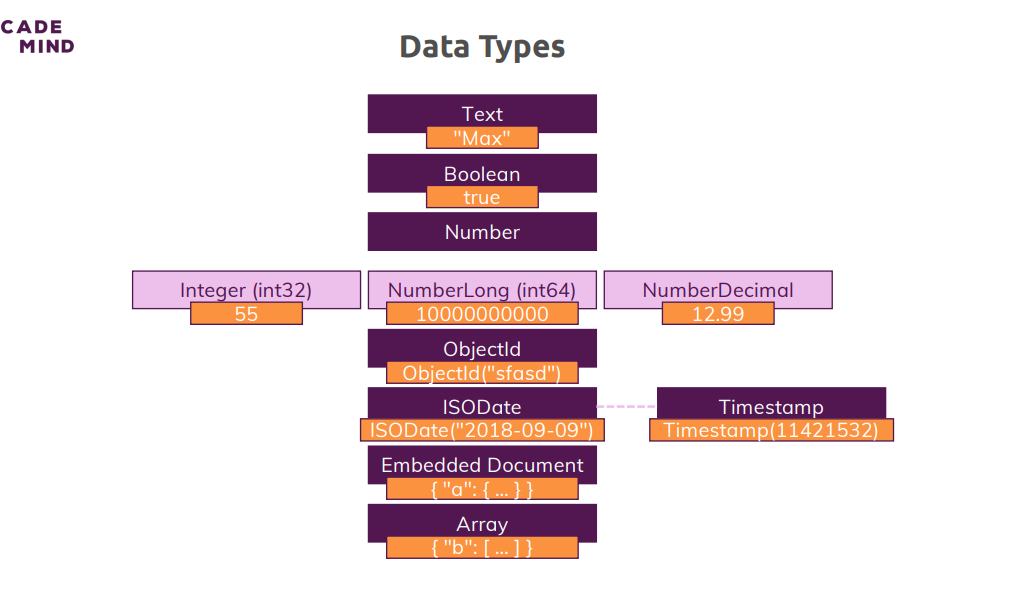 CADE
MIND
Data Types
Text
"Max"
Boolean
true
Number
Integer (int32)
55
NumberLong (int64)
10000000000
NumberDecimal
12.99
ObjectId
ObjectId("sfasd")
ISODate
ISODate("2018-09-09")
Timestamp
Timestamp(11421532)
Embedded Document
{ "a": { ... } }
Array
{ "b": [ ... ] }